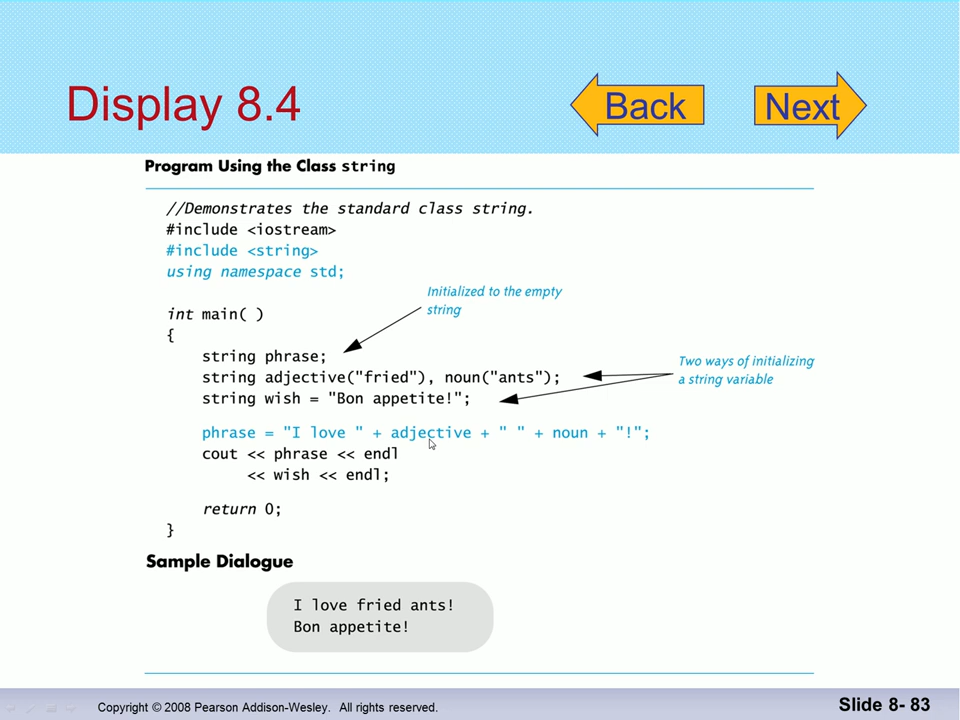 Display 8.4
Back
Next
Program Using the Class string
//Demonstrates the standard class string.
#include <iostream>
#include <string>
using namespace std;
Initialized to the empty
string
int main( )
{
string phrase;
string adjective("fried"), noun("ants");
string wish = "Bon appetite!";
Two ways of initializing
a string variable
phrase = "I love " + adjective + " " + noun + "!";
cout << phrase << endl
<< wish << endl;
return 0;
}
Sample Dialogue
I love fried ants!
Bon appetite!
Copyright © 2008 Pearson Addison-Wesley. All rights reserved.
Slide 8- 83